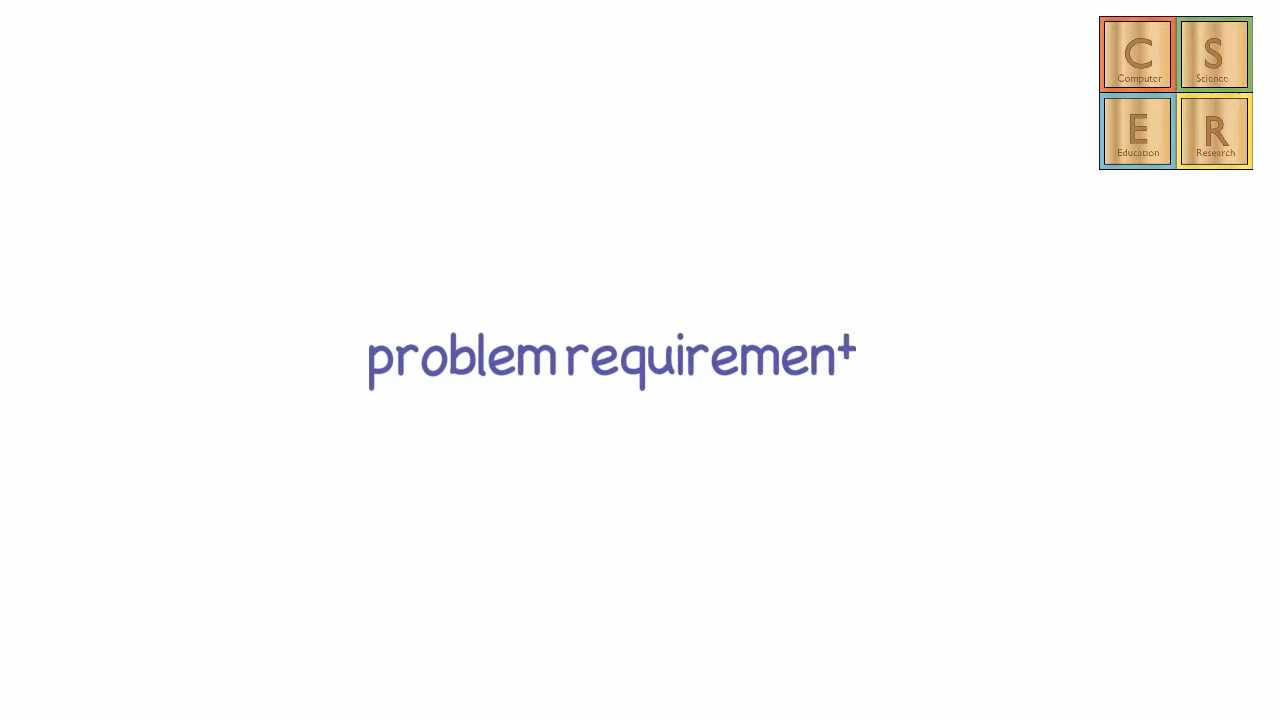 C S
Computer Science
E R
Education Research
problem requirement